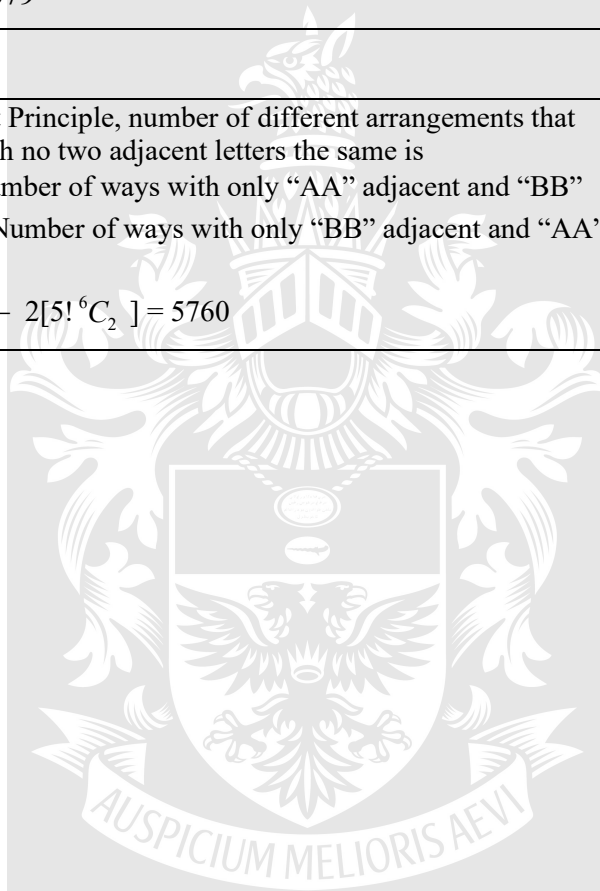 Principle, number of different arrangements that
h no two adjacent letters the same is
mber of ways with only “AA” adjacent and “BB”
Number of ways with only “BB” adjacent and “AA”
– 2[5! ⁶C₂ ] = 5760
AUSPICIUM MELIORIS AEVI